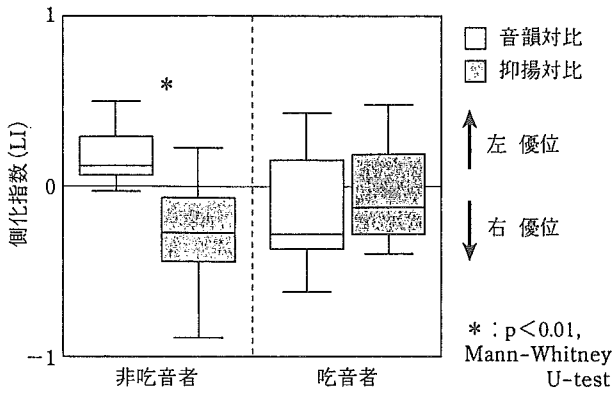 1
0
−1
側化指数(LI)
*
非吃音者
吃音者
音韻対比
抑揚対比
左 優位
右 優位
*:p<0.01,
Mann-Whitney
U-test